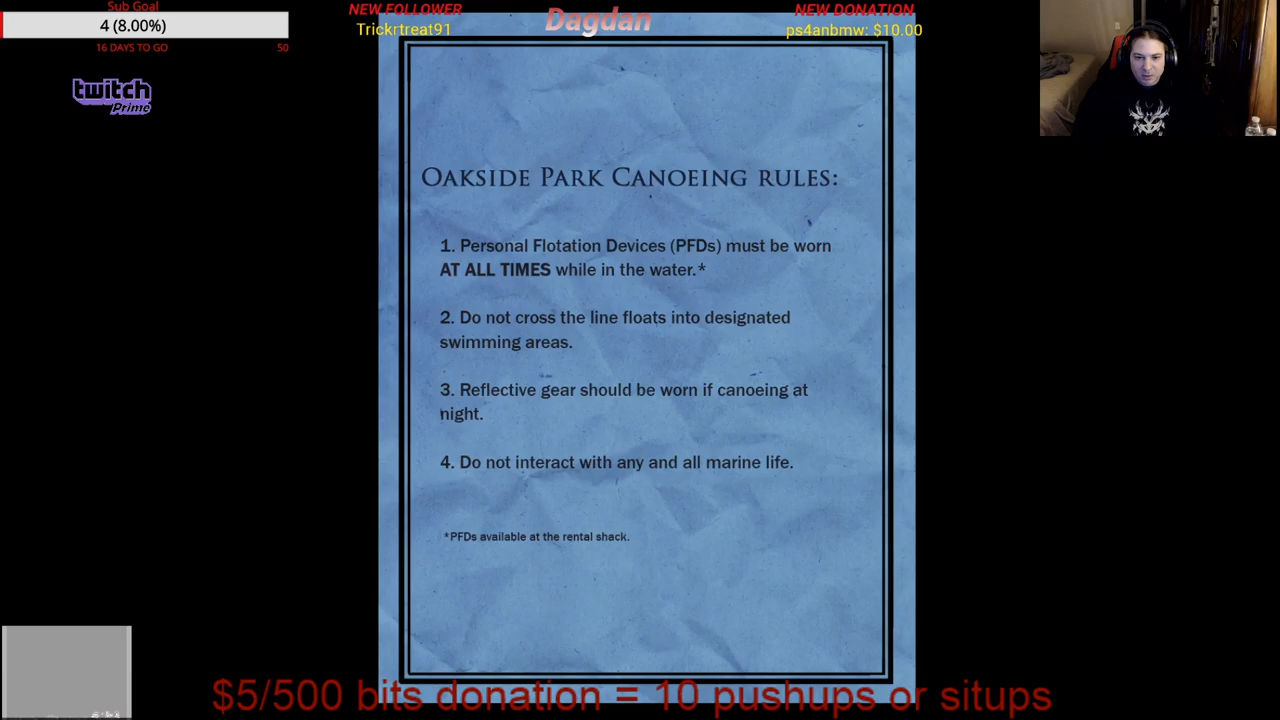 Sub Goal
4 (8.00%)
16 DAYS TO GO 50
twitch
Prime
NEW FOLLOWER
Trickrtreat91
Dagdan
NEW DONATION
ps4anbmw: $10.00
OAKSIDE PARK CANOEING RULES:
1. Personal Flotation Devices (PFDs) must be worn
AT ALL TIMES while in the water.*
2. Do not cross the line floats into designated
swimming areas.
3. Reflective gear should be worn if canoeing at
night.
4. Do not interact with any and all marine life.
*PFDs available at the rental shack.
$5/500 bits donation = 10 pushups or situps